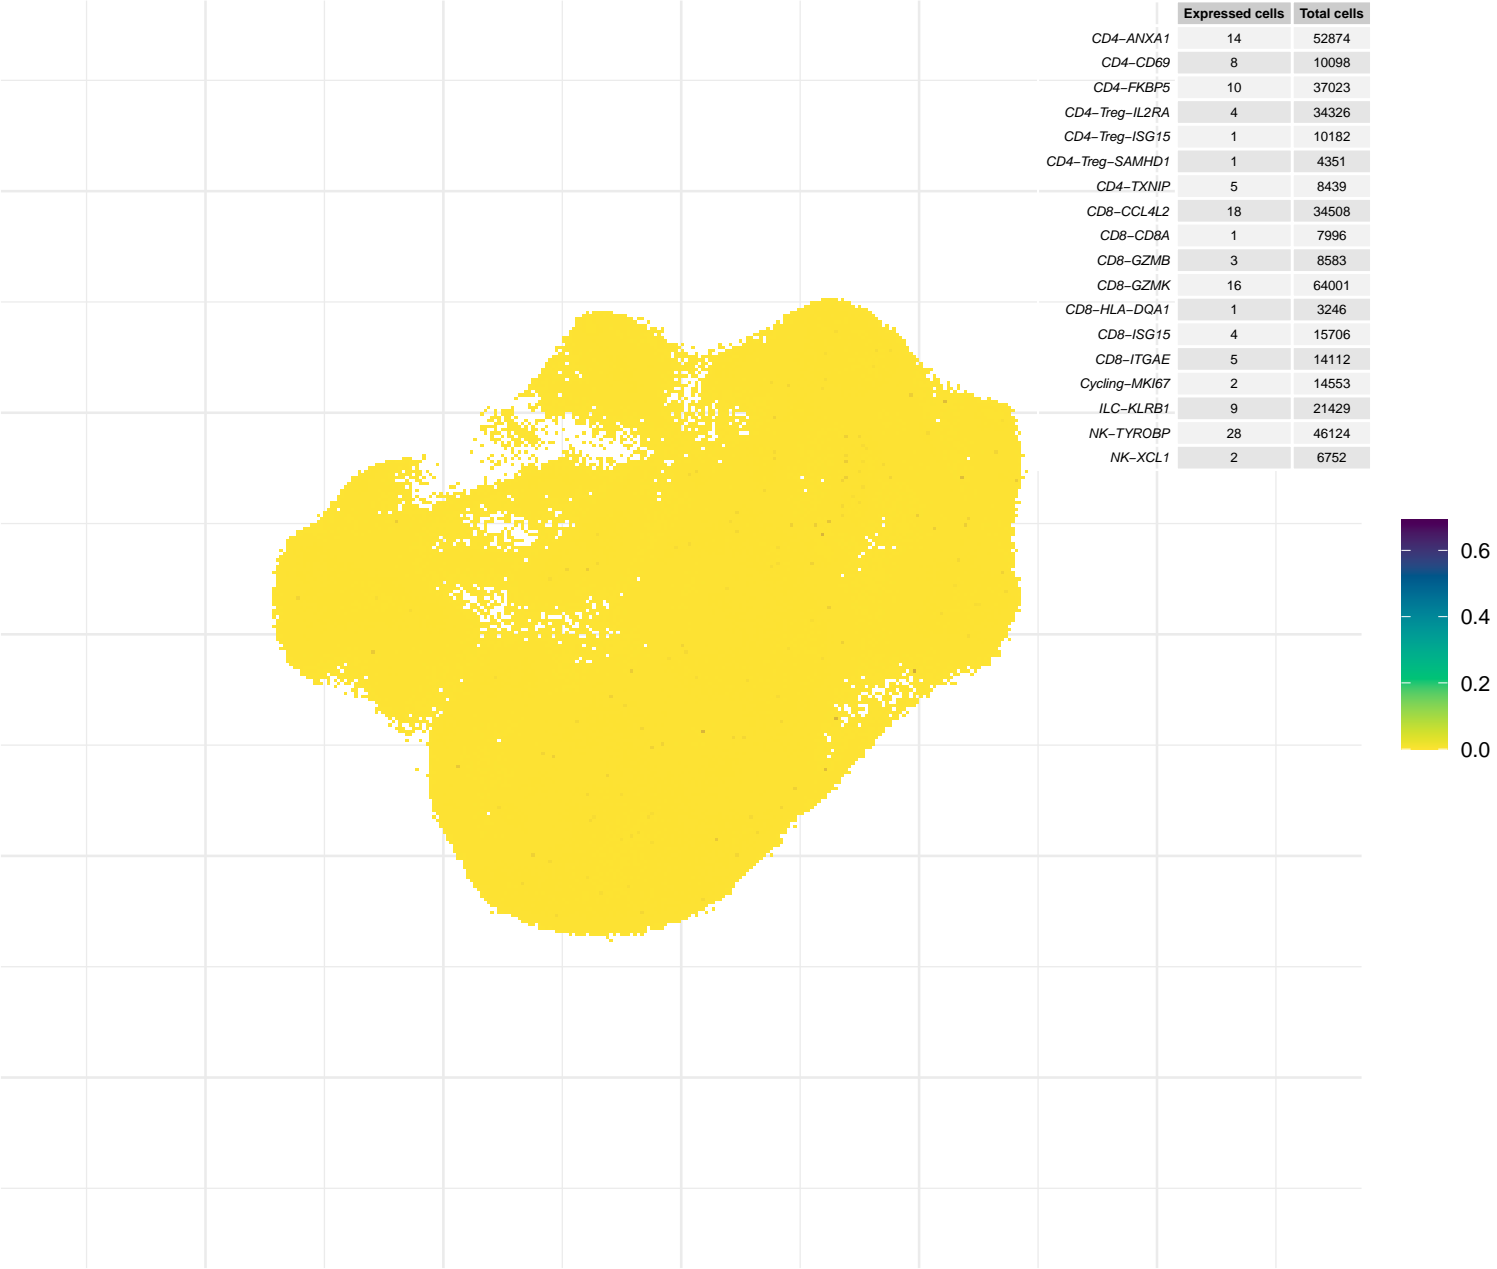 Expressed cells Total cells
CD4−ANXA1 14 52874
CD4−CD69 8 10098
CD4−FKBP5 10 37023
CD4−Treg−IL2RA 4 34326
CD4−Treg−ISG15 1 10182
CD4−Treg−SAMHD1 1 4351
CD4−TXNIP 5 8439
CD8−CCL4L2 18 34508
CD8−CD8A 1 7996
CD8−GZMB 3 8583
CD8−GZMK 16 64001
CD8−HLA−DQA1 1 3246
CD8−ISG15 4 15706
CD8−ITGAE 5 14112
Cycling−MKI67 2 14553
ILC−KLRB1 9 21429
NK−TYROBP 28 46124
NK−XCL1 2 6752
0.6
0.4
0.2
0.0